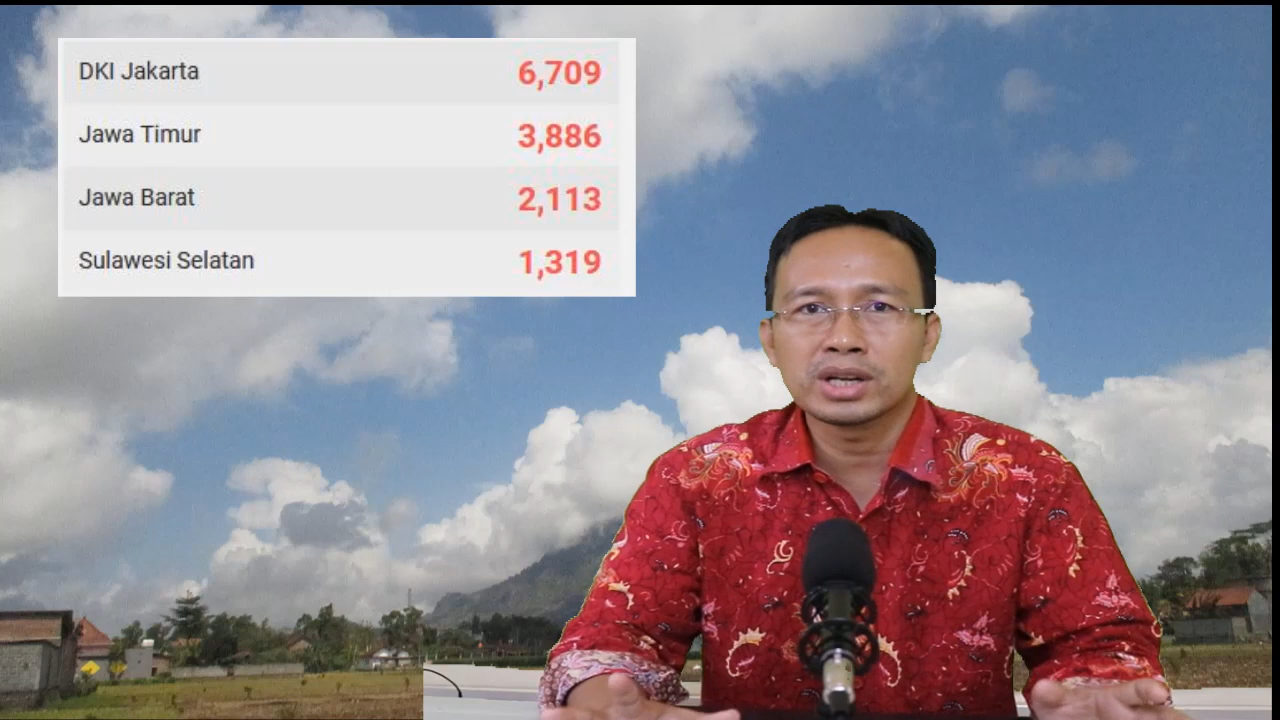 DKI Jakarta 6,709
Jawa Timur 3,886
Jawa Barat 2,113
Sulawesi Selatan 1,319